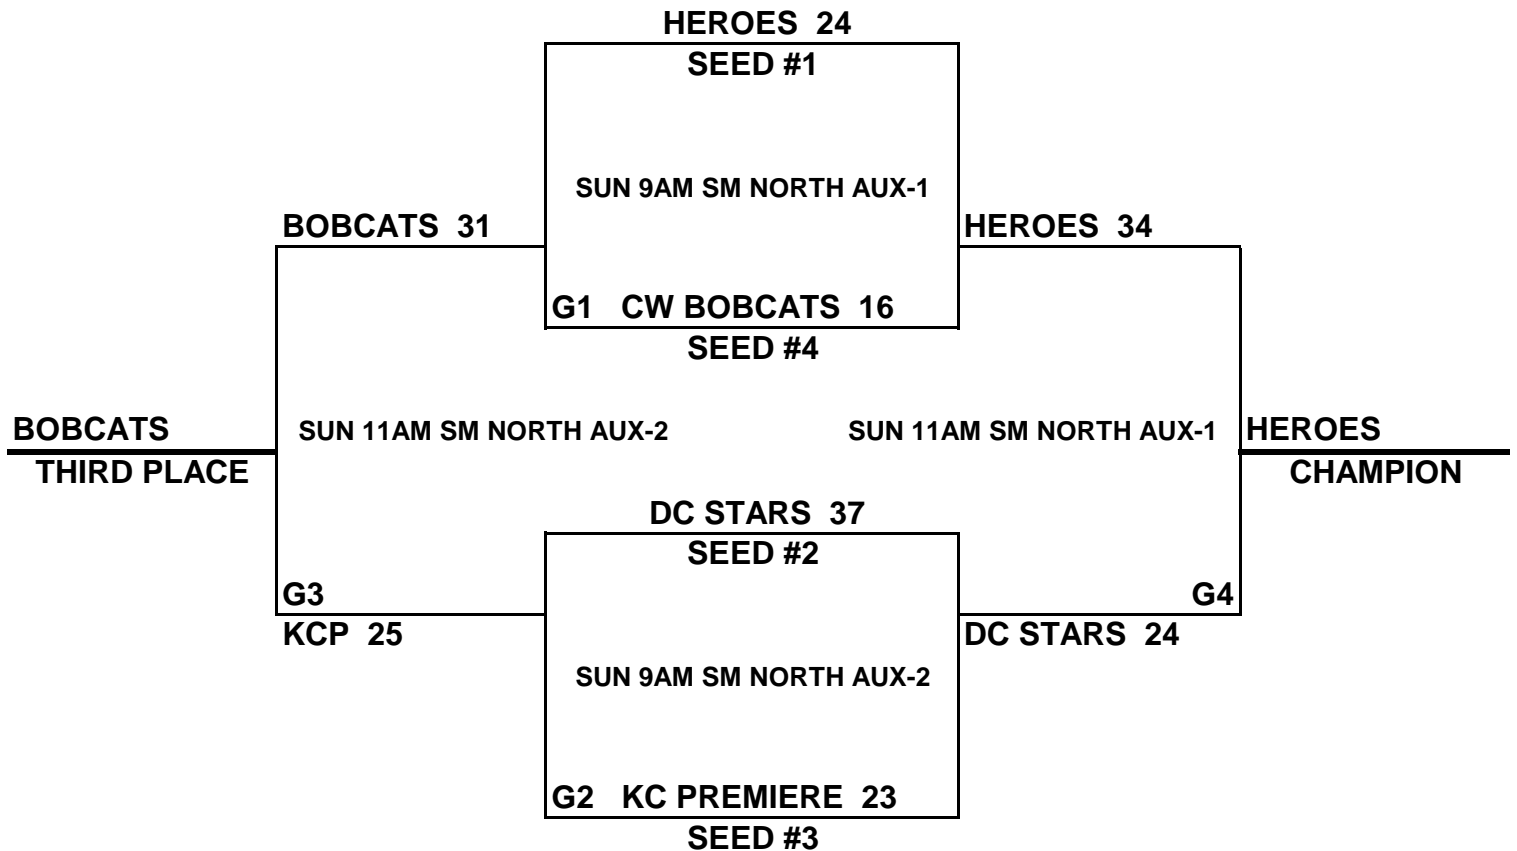 HEROES 24
SEED #1
SUN 9AM SM NORTH AUX-1
BOBCATS 31
HEROES 34
G1 CW BOBCATS 16
SEED #4
BOBCATS
THIRD PLACE
SUN 11AM SM NORTH AUX-2
SUN 11AM SM NORTH AUX-1
HEROES
CHAMPION
DC STARS 37
SEED #2
G3
KCP 25
G4
DC STARS 24
SUN 9AM SM NORTH AUX-2
G2 KC PREMIERE 23
SEED #3